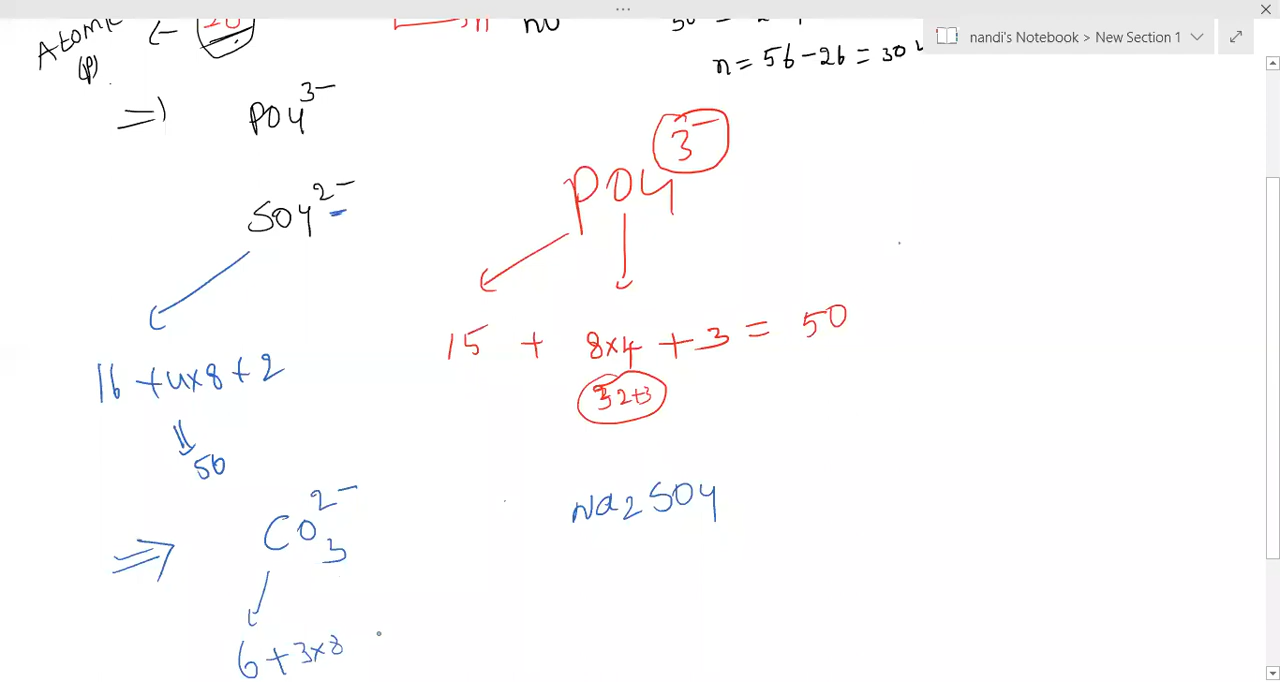 Atomic
(p)
n = 56 - 26 = 30
nandi's Notebook > New Section 1
=> PO4 3-
SO4 2-
16 + 4x8 + 2
50
PO4 3-
15 + 8x4 + 3 = 50
32+3
=> CO3 2-
6 + 3x8
Na2SO4